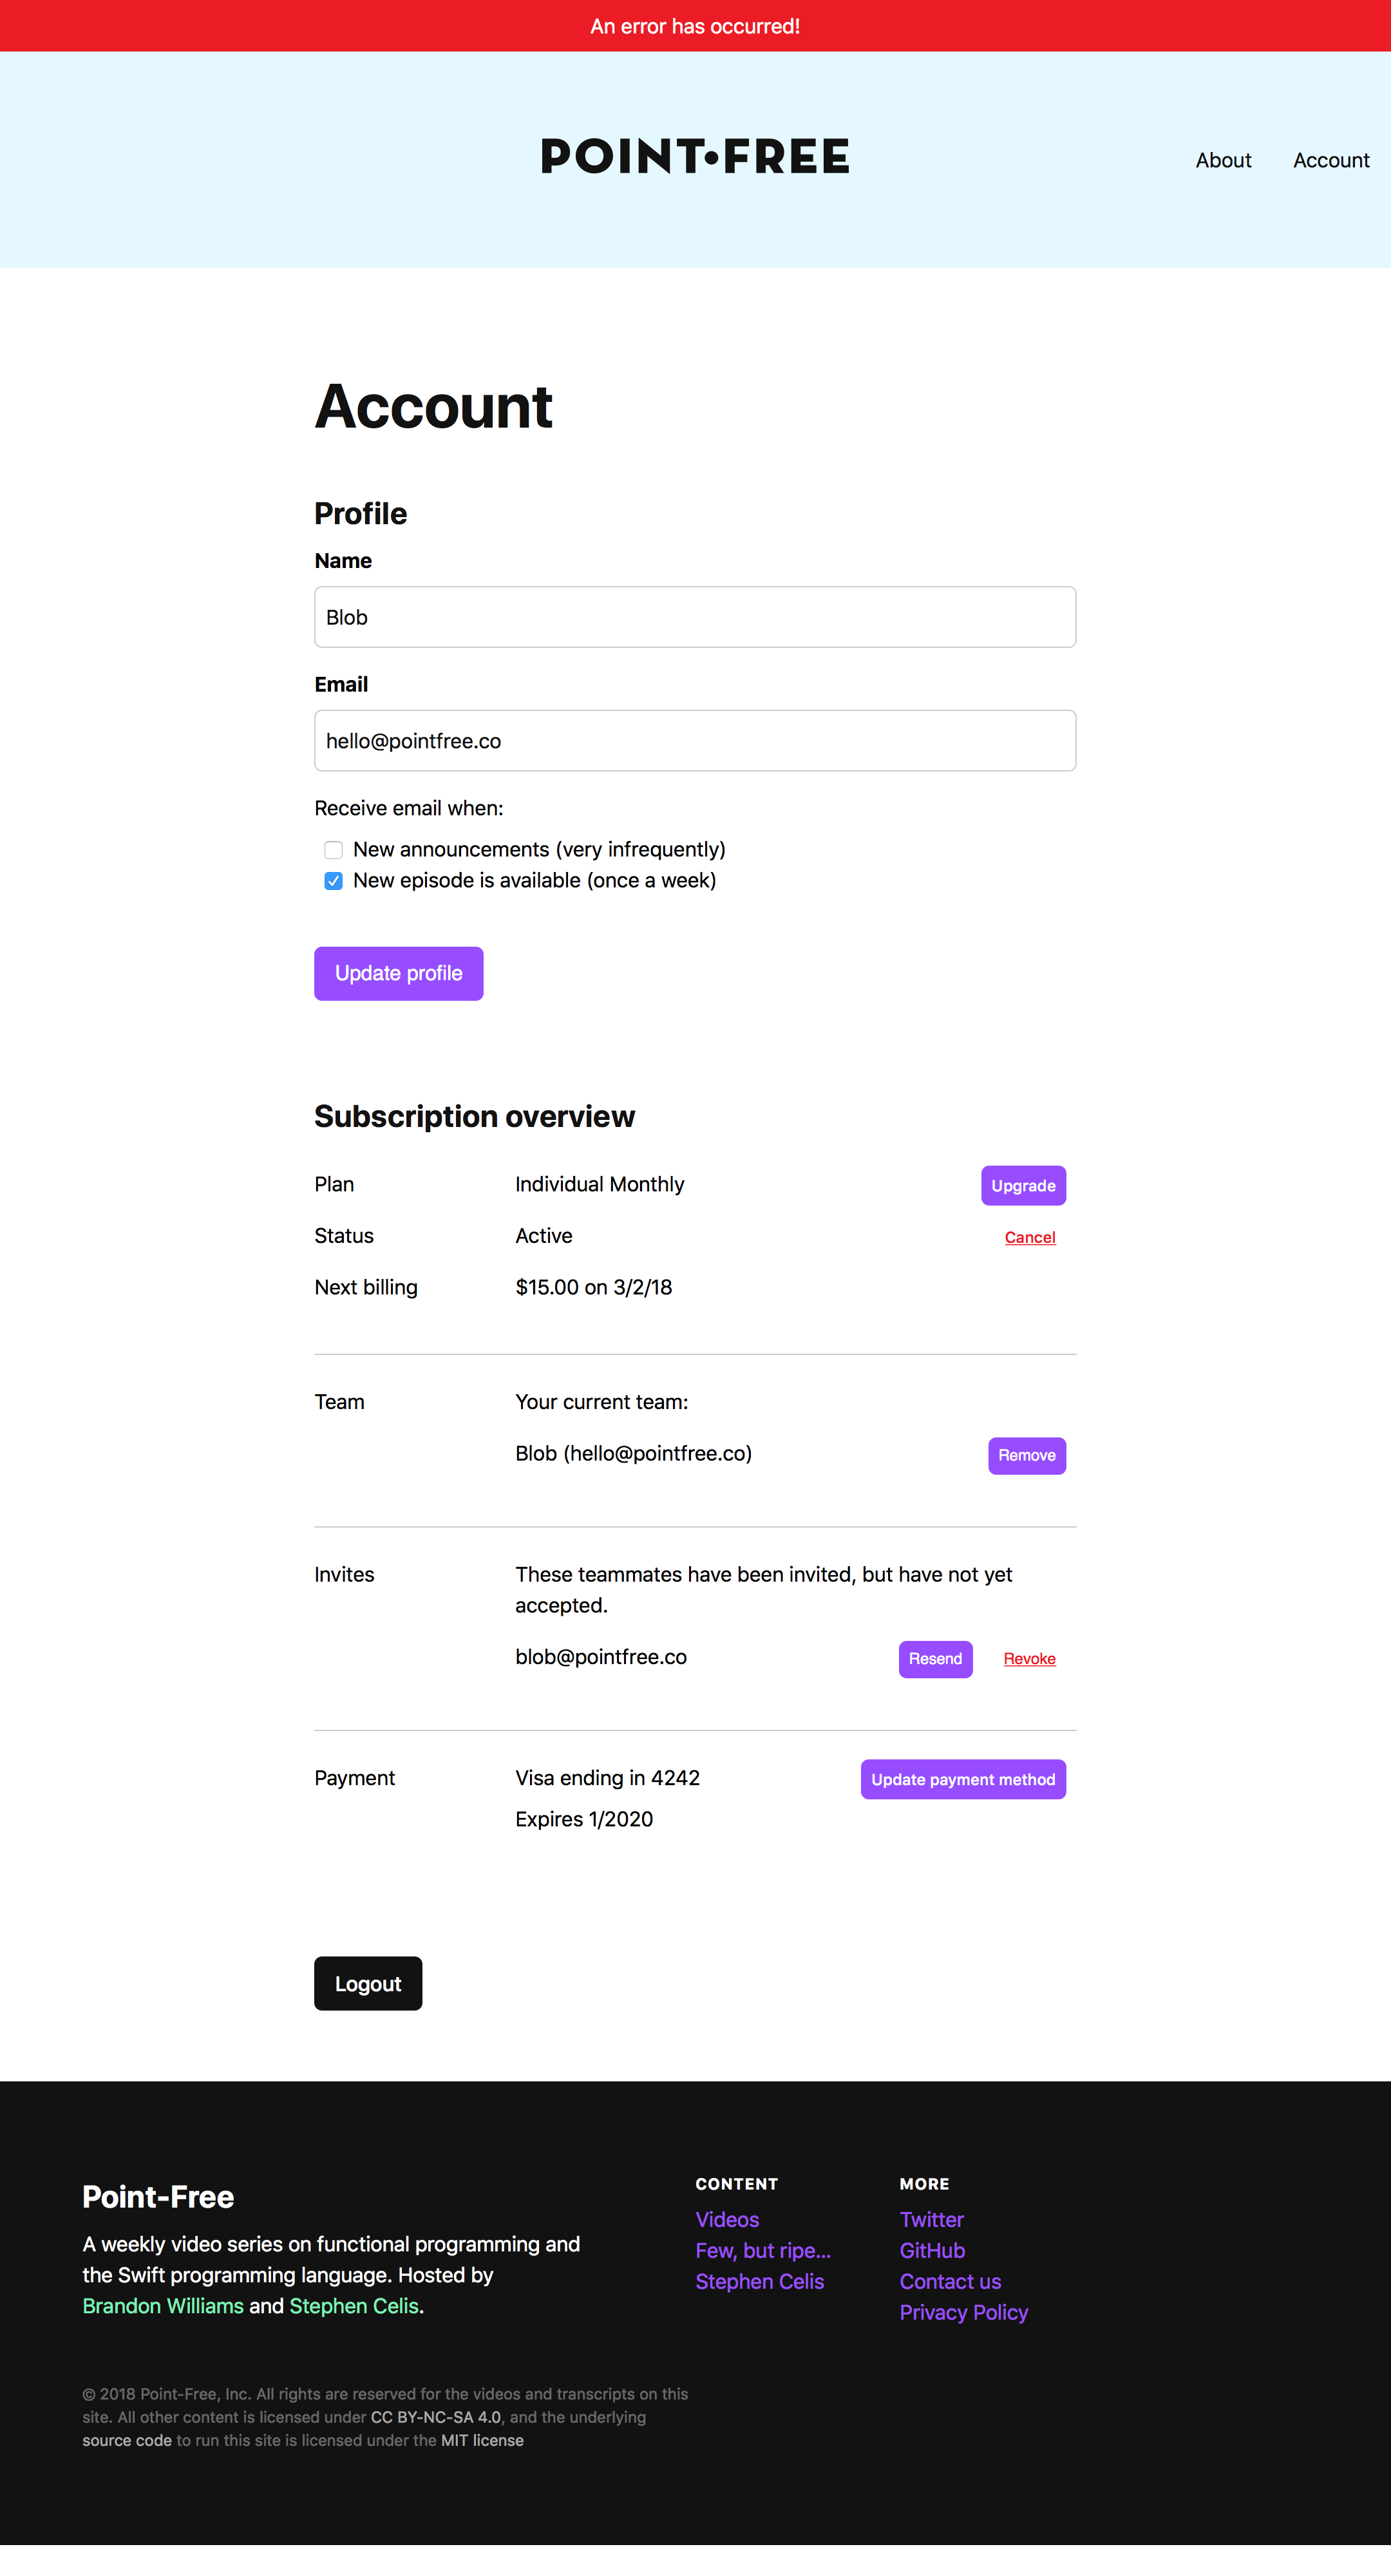 An error has occurred!
POINT•FREE
About
Account
Account
Profile
Name
Blob
Email
hello@pointfree.co
Receive email when:
New announcements (very infrequently)
New episode is available (once a week)
Update profile
Subscription overview
Plan
Individual Monthly
Upgrade
Status
Active
Cancel
Next billing
$15.00 on 3/2/18
Team
Your current team:
Blob (hello@pointfree.co)
Remove
Invites
These teammates have been invited, but have not yet
accepted.
blob@pointfree.co
Resend
Revoke
Payment
Visa ending in 4242
Update payment method
Expires 1/2020
Logout
Point-Free
A weekly video series on functional programming and
the Swift programming language. Hosted by
Brandon Williams and Stephen Celis.
CONTENT
Videos
Few, but ripe...
Stephen Celis
MORE
Twitter
GitHub
Contact us
Privacy Policy
© 2018 Point-Free, Inc. All rights are reserved for the videos and transcripts on this
site. All other content is licensed under CC BY-NC-SA 4.0, and the underlying
source code to run this site is licensed under the MIT license